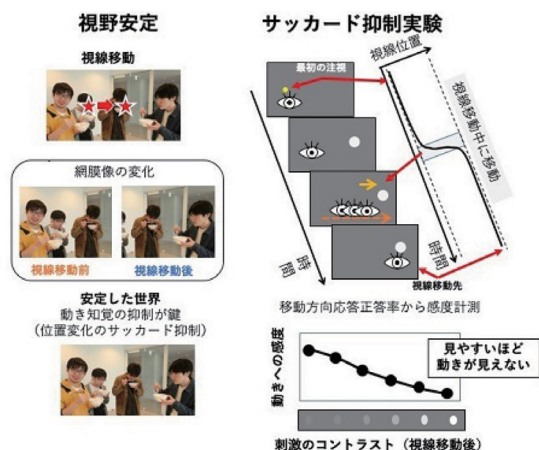 視野安定
視線移動
網膜像の変化
視線移動前
視線移動後
安定した世界
動き知覚の抑制が鍵
(位置変化のサッカード抑制)
サッカード抑制実験
視線位置
最初の注視
視線移動中に移動
時間
時間
視線移動先
移動方向応答正答率から感度計測
動きへの感度
見やすいほど
動きが見えない
刺激のコントラスト(視線移動後)